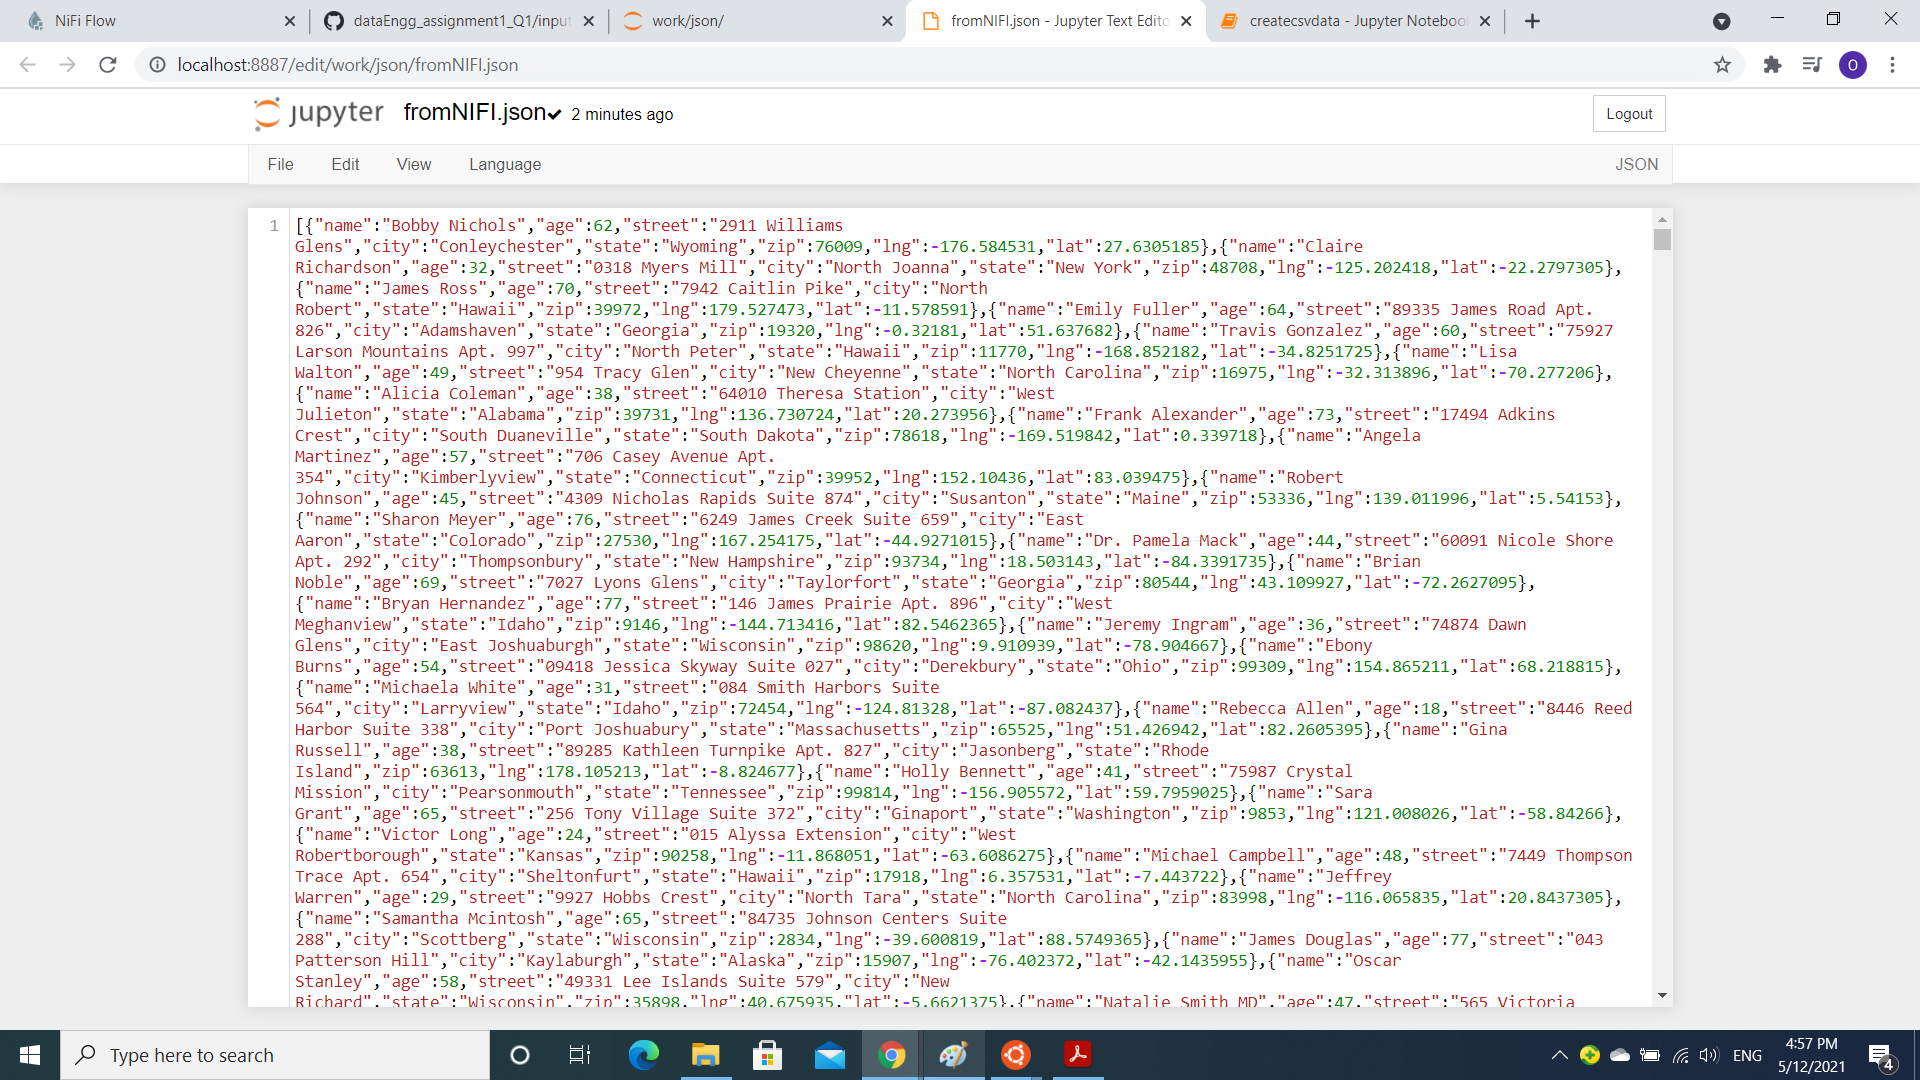 NiFi Flow
dataEngg_assignment1_Q1/input
work/json/
fromNIFI.json - Jupyter Text Edito
createcsvdata - Jupyter Notebook
localhost:8887/edit/work/json/fromNIFI.json
O
jupyter fromNIFI.json✔ 2 minutes ago
Logout
File Edit View Language
JSON
1
[{"name":"Bobby Nichols","age":62,"street":"2911 Williams
Glens","city":"Conleychester","state":"Wyoming","zip":76009,"lng":-176.584531,"lat":27.6305185},{"name":"Claire
Richardson","age":32,"street":"0318 Myers Mill","city":"North Joanna","state":"New York","zip":48708,"lng":-125.202418,"lat":-22.2797305},
{"name":"James Ross","age":70,"street":"7942 Caitlin Pike","city":"North
Robert","state":"Hawaii","zip":39972,"lng":179.527473,"lat":-11.578591},{"name":"Emily Fuller","age":64,"street":"89335 James Road Apt.
826","city":"Adamshaven","state":"Georgia","zip":19320,"lng":-0.32181,"lat":51.637682},{"name":"Travis Gonzalez","age":60,"street":"75927
Larson Mountains Apt. 997","city":"North Peter","state":"Hawaii","zip":11770,"lng":-168.852182,"lat":-34.8251725},{"name":"Lisa
Walton","age":49,"street":"954 Tracy Glen","city":"New Cheyenne","state":"North Carolina","zip":16975,"lng":-32.313896,"lat":-70.277206},
{"name":"Alicia Coleman","age":38,"street":"64010 Theresa Station","city":"West
Julieton","state":"Alabama","zip":39731,"lng":136.730724,"lat":20.273956},{"name":"Frank Alexander","age":73,"street":"17494 Adkins
Crest","city":"South Duaneville","state":"South Dakota","zip":78618,"lng":-169.519842,"lat":0.339718},{"name":"Angela
Martinez","age":57,"street":"706 Casey Avenue Apt.
354","city":"Kimberlyview","state":"Connecticut","zip":39952,"lng":152.10436,"lat":83.039475},{"name":"Robert
Johnson","age":45,"street":"4309 Nicholas Rapids Suite 874","city":"Susanton","state":"Maine","zip":53336,"lng":139.011996,"lat":5.54153},
{"name":"Sharon Meyer","age":76,"street":"6249 James Creek Suite 659","city":"East
Aaron","state":"Colorado","zip":27530,"lng":167.254175,"lat":-44.9271015},{"name":"Dr. Pamela Mack","age":44,"street":"60091 Nicole Shore
Apt. 292","city":"Thompsonbury","state":"New Hampshire","zip":93734,"lng":18.503143,"lat":-84.3391735},{"name":"Brian
Noble","age":69,"street":"7027 Lyons Glens","city":"Taylorfort","state":"Georgia","zip":80544,"lng":43.109927,"lat":-72.2627095},
{"name":"Bryan Hernandez","age":77,"street":"146 James Prairie Apt. 896","city":"West
Meghanview","state":"Idaho","zip":9146,"lng":-144.713416,"lat":82.5462365},{"name":"Jeremy Ingram","age":36,"street":"74874 Dawn
Glens","city":"East Joshuaburgh","state":"Wisconsin","zip":98620,"lng":9.910939,"lat":-78.904667},{"name":"Ebony
Burns","age":54,"street":"09418 Jessica Skyway Suite 027","city":"Derekbury","state":"Ohio","zip":99309,"lng":154.865211,"lat":68.218815},
{"name":"Michaela White","age":31,"street":"084 Smith Harbors Suite
564","city":"Larryview","state":"Idaho","zip":72454,"lng":-124.81328,"lat":-87.082437},{"name":"Rebecca Allen","age":18,"street":"8446 Reed
Harbor Suite 338","city":"Port Joshuabury","state":"Massachusetts","zip":65525,"lng":51.426942,"lat":82.2605395},{"name":"Gina
Russell","age":38,"street":"89285 Kathleen Turnpike Apt. 827","city":"Jasonberg","state":"Rhode
Island","zip":63613,"lng":178.105213,"lat":-8.824677},{"name":"Holly Bennett","age":41,"street":"75987 Crystal
Mission","city":"Pearsonmouth","state":"Tennessee","zip":99814,"lng":-156.905572,"lat":59.7959025},{"name":"Sara
Grant","age":65,"street":"256 Tony Village Suite 372","city":"Ginaport","state":"Washington","zip":9853,"lng":121.008026,"lat":-58.84266},
{"name":"Victor Long","age":24,"street":"015 Alyssa Extension","city":"West
Robertborough","state":"Kansas","zip":90258,"lng":-11.868051,"lat":-63.6086275},{"name":"Michael Campbell","age":48,"street":"7449 Thompson
Trace Apt. 654","city":"Sheltonfurt","state":"Hawaii","zip":17918,"lng":6.357531,"lat":-7.443722},{"name":"Jeffrey
Warren","age":29,"street":"9927 Hobbs Crest","city":"North Tara","state":"North Carolina","zip":83998,"lng":-116.065835,"lat":20.8437305},
{"name":"Samantha Mcintosh","age":65,"street":"84735 Johnson Centers Suite
288","city":"Scottberg","state":"Wisconsin","zip":2834,"lng":-39.600819,"lat":88.5749365},{"name":"James Douglas","age":77,"street":"043
Patterson Hill","city":"Kaylaburgh","state":"Alaska","zip":15907,"lng":-76.402372,"lat":-42.1435955},{"name":"Oscar
Stanley","age":58,"street":"49331 Lee Islands Suite 579","city":"New
Richard","state":"Wisconsin","zip":35898,"lng":40.675935,"lat":-5.6621375},{"name":"Natalie Smith MD","age":47,"street":"565 Victoria
Type here to search
ENG
4:57 PM
5/12/2021
4